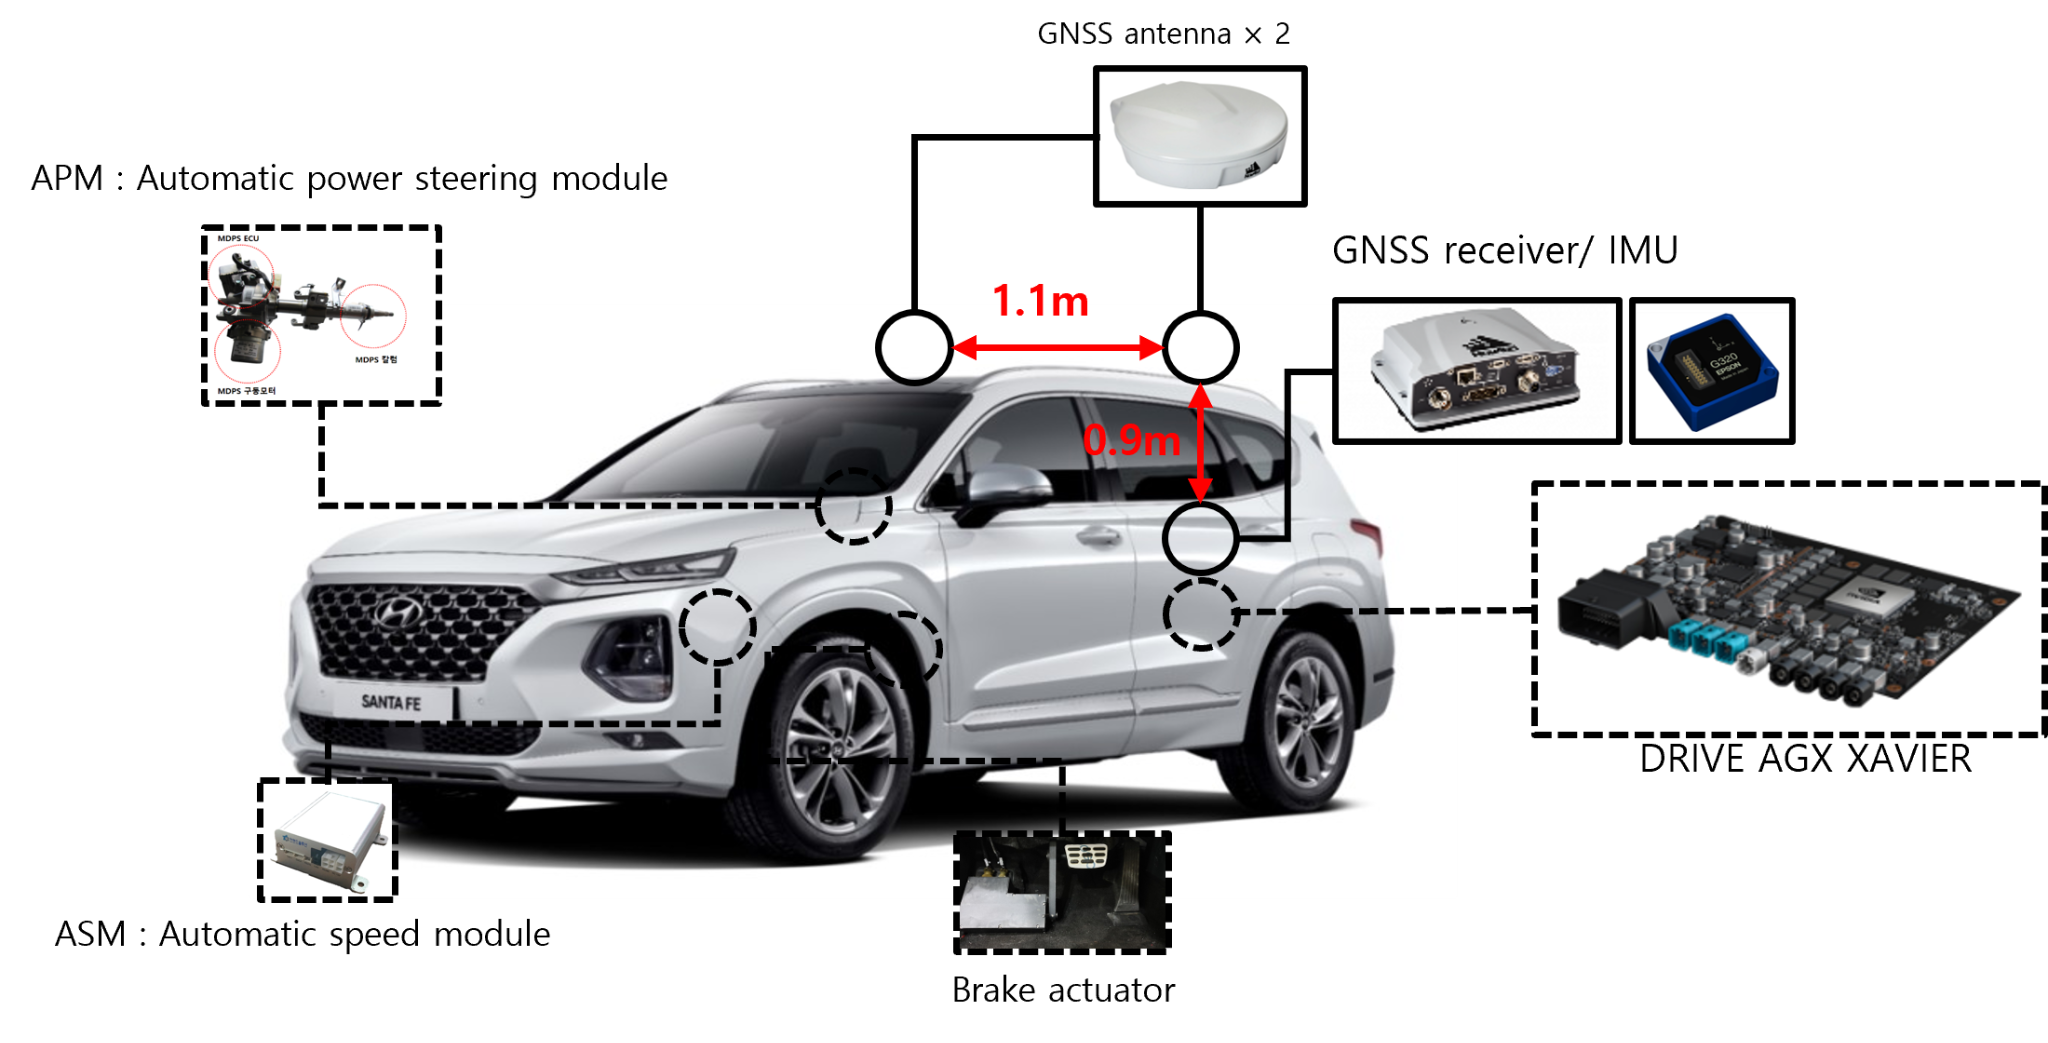 GNSS antenna × 2
APM : Automatic power steering module
MDPS ECU
MDPS 칼럼
MDPS 구동모터
1.1m
GNSS receiver/ IMU
G320
EPSON
0.9m
SANTA FE
NVIDIA
DRIVE AGX XAVIER
ASM : Automatic speed module
Brake actuator